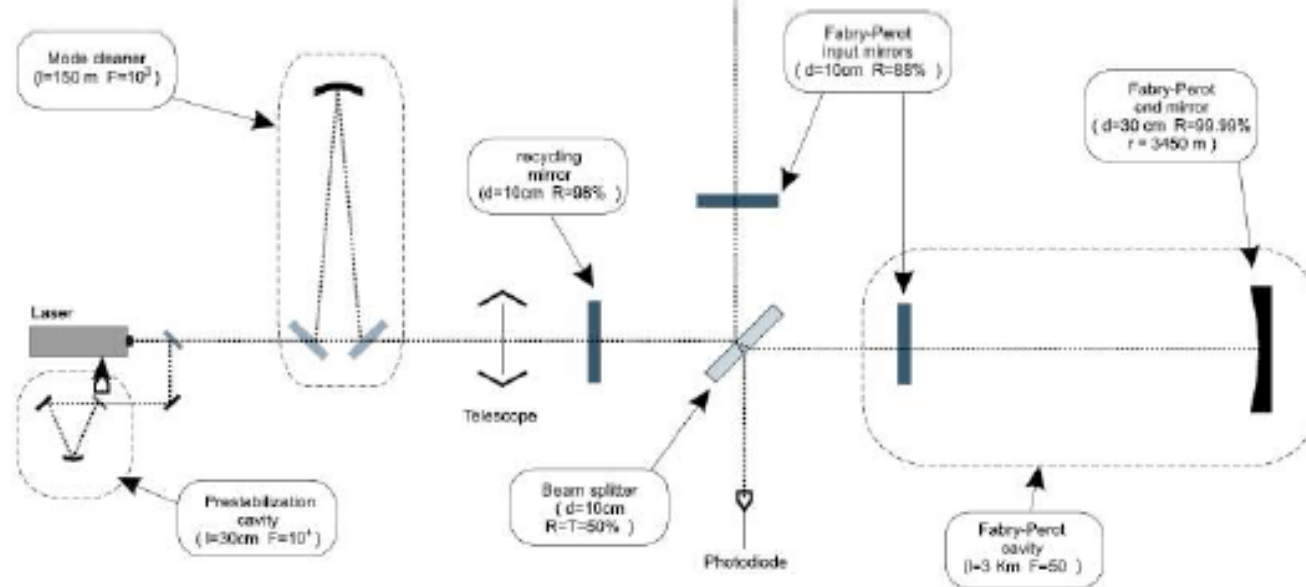 Mode cleaner
(l=150 m F=10³)
Fabry-Perot
input mirrors
( d=10cm R=88% )
Fabry-Perot
end mirror
( d=30 cm R=99.99%
r = 3450 m )
recycling
mirror
(d=10cm R=98%)
Laser
Telescope
Beam splitter
( d=10cm
R=T=50% )
Photodiode
Prestabilization
cavity
( l=30cm
Fabry-Perot
cavity
(l=3 Km F=50 )